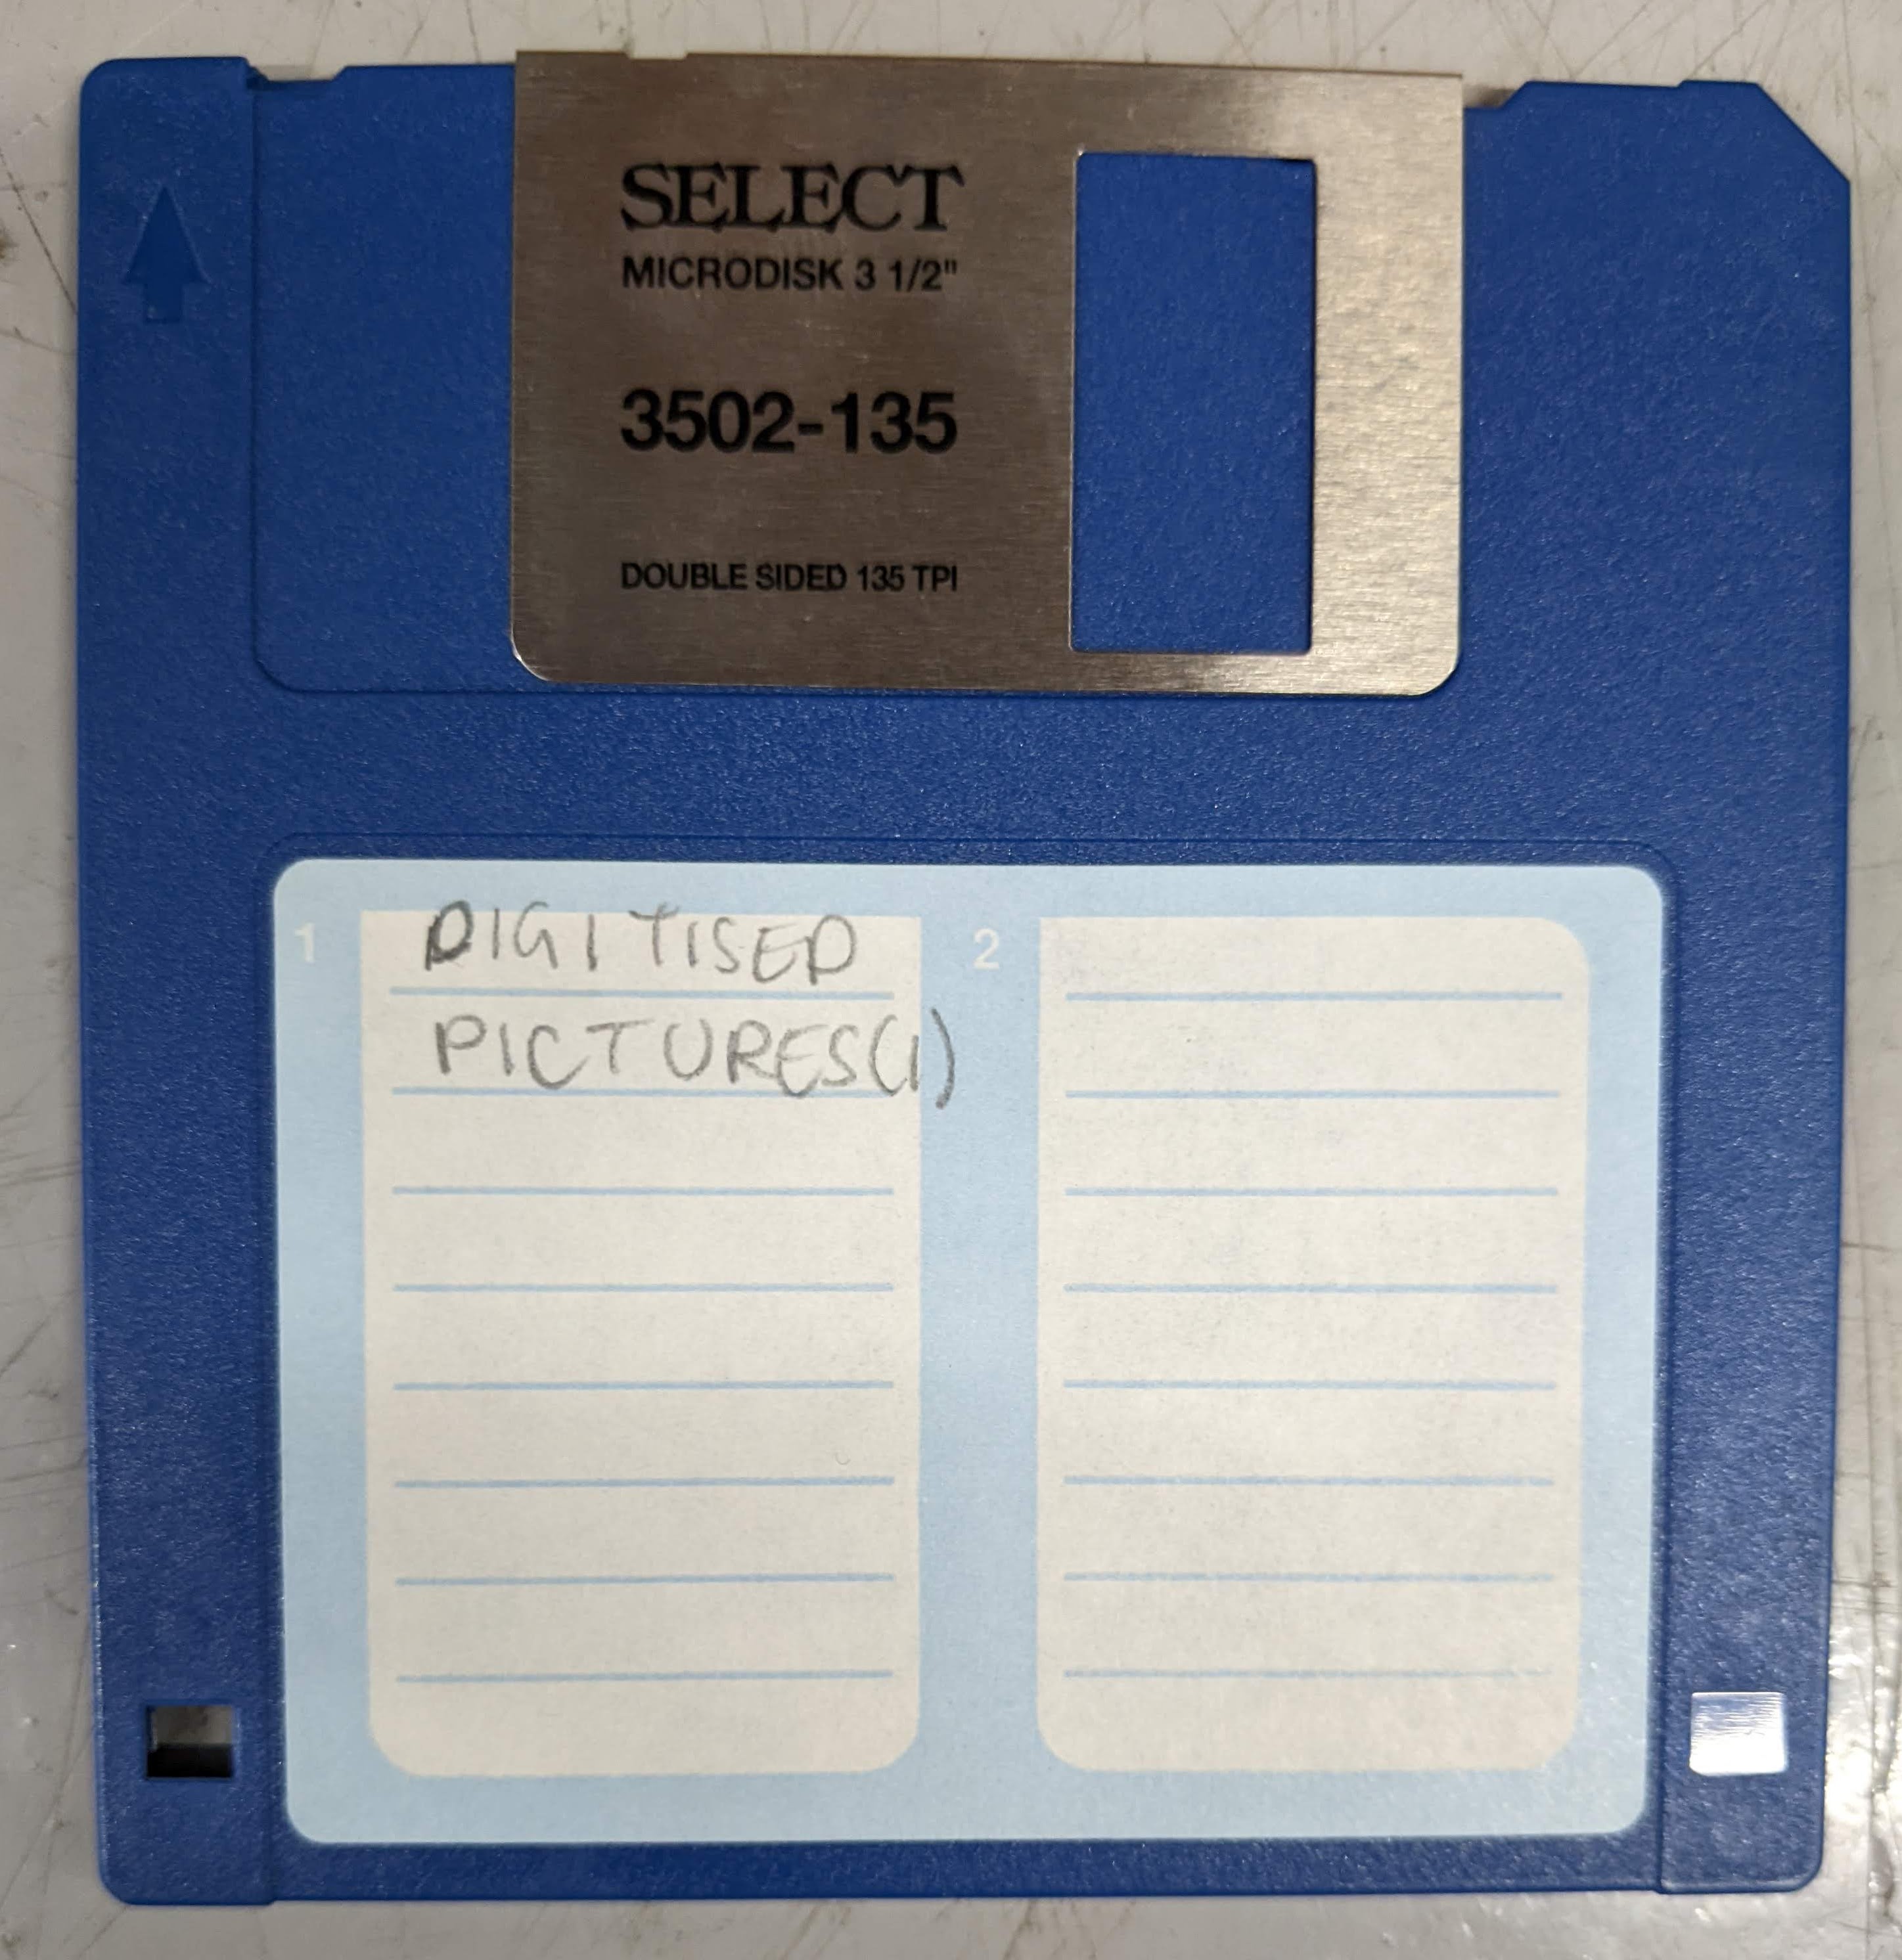 SELECT
MICRODISK 3 1/2"
3502-135
DOUBLE SIDED 135 TPI
1
DIGITISED
PICTURES(1)
2